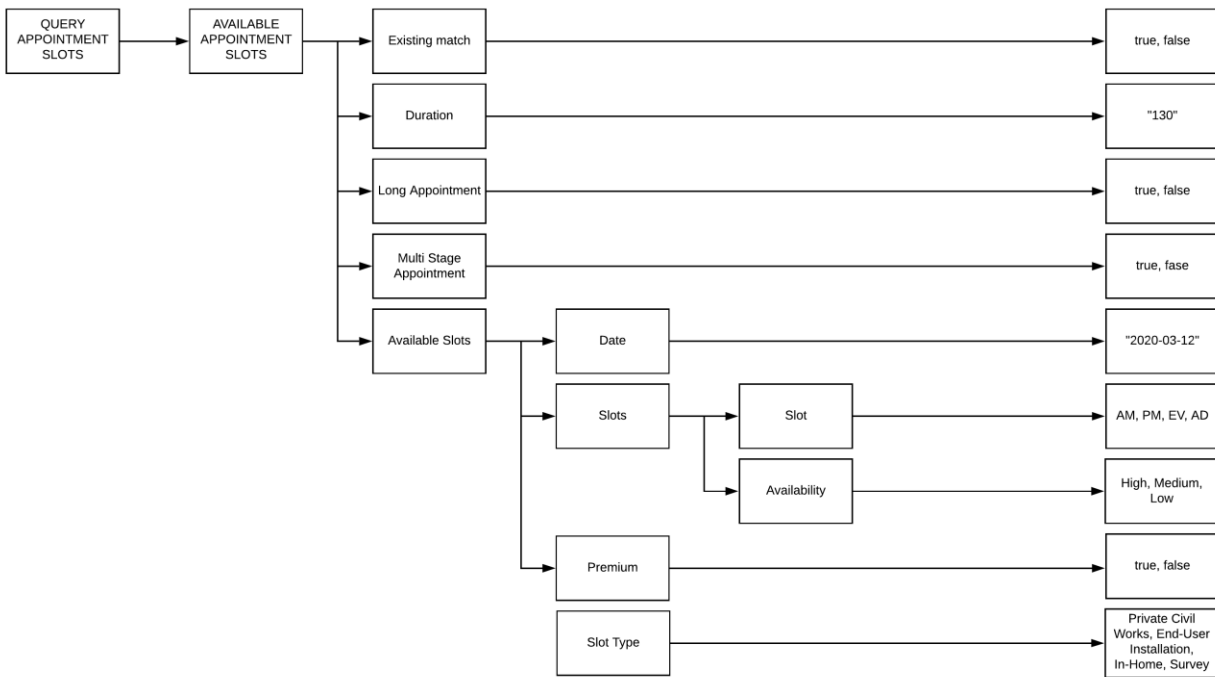 QUERY
APPOINTMENT
SLOTS
AVAILABLE
APPOINTMENT
SLOTS
Existing match
true, false
Duration
"130"
Long Appointment
true, false
Multi Stage
Appointment
true, fase
Available Slots
Date
"2020-03-12"
Slots
Slot
AM, PM, EV, AD
Availability
High, Medium,
Low
Premium
true, false
Slot Type
Private Civil
Works, End-User
Installation,
In-Home, Survey